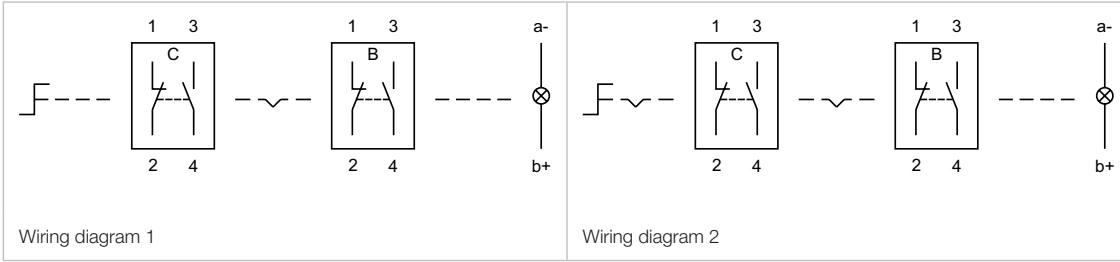 1 3 1 3 a- 1 3 1 3 a-
C B C B
2 4 2 4 b+ 2 4 2 4 b+
Wiring diagram 1 Wiring diagram 2